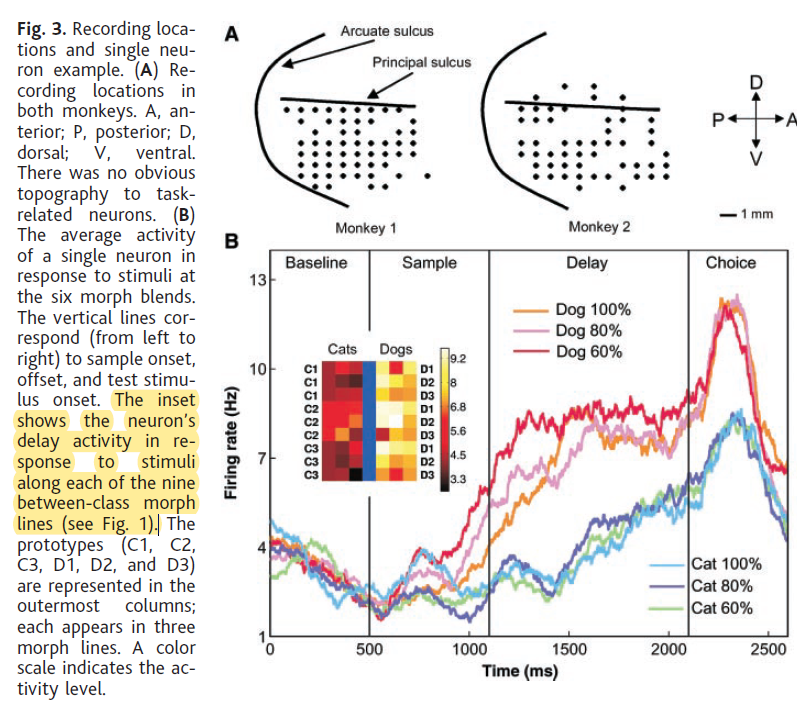 Fig. 3. Recording loca-
tions and single neu-
ron example. (A) Re-
cording locations in
both monkeys. A, an-
terior; P, posterior; D,
dorsal; V, ventral.
There was no obvious
topography to task-
related neurons. (B)
The average activity
of a single neuron in
response to stimuli at
the six morph blends.
The vertical lines cor-
respond (from left to
right) to sample onset,
offset, and test stimu-
lus onset. The inset
shows the neuron's
delay activity in re-
sponse to stimuli
along each of the nine
between-class morph
lines (see Fig. 1). The
prototypes (C1, C2,
C3, D1, D2, and D3)
are represented in the
outermost columns;
each appears in three
morph lines. A color
scale indicates the ac-
tivity level.
A
Arcuate sulcus
Principal sulcus
D
P A
V
1 mm
Monkey 1
Monkey 2
B
Baseline
Sample
Delay
Choice
Dog 100%
Dog 80%
Dog 60%
Cats Dogs
C1 D1
C1 D2
C1 D3
C2 D1
C2 D2
C2 D3
C3 D1
C3 D2
C3 D3
9.2
8
6.8
5.6
4.5
3.3
Cat 100%
Cat 80%
Cat 60%
Firing rate (Hz)
13
10
7
4
1
0 500 1000 1500 2000 2500
Time (ms)